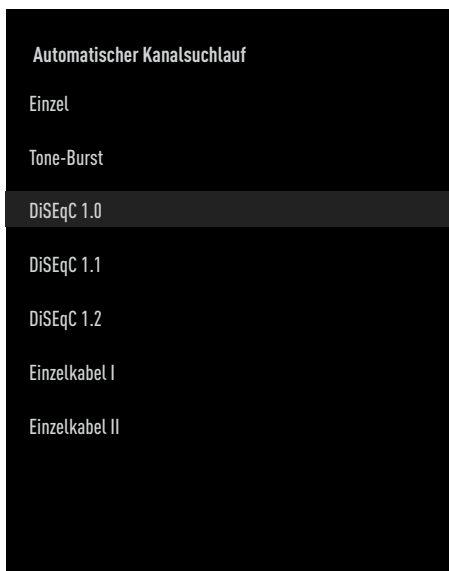 Automatischer Kanalsuchlauf
Einzel
Tone-Burst
DiSEqC 1.0
DiSEqC 1.1
DiSEqC 1.2
Einzelkabel I
Einzelkabel II